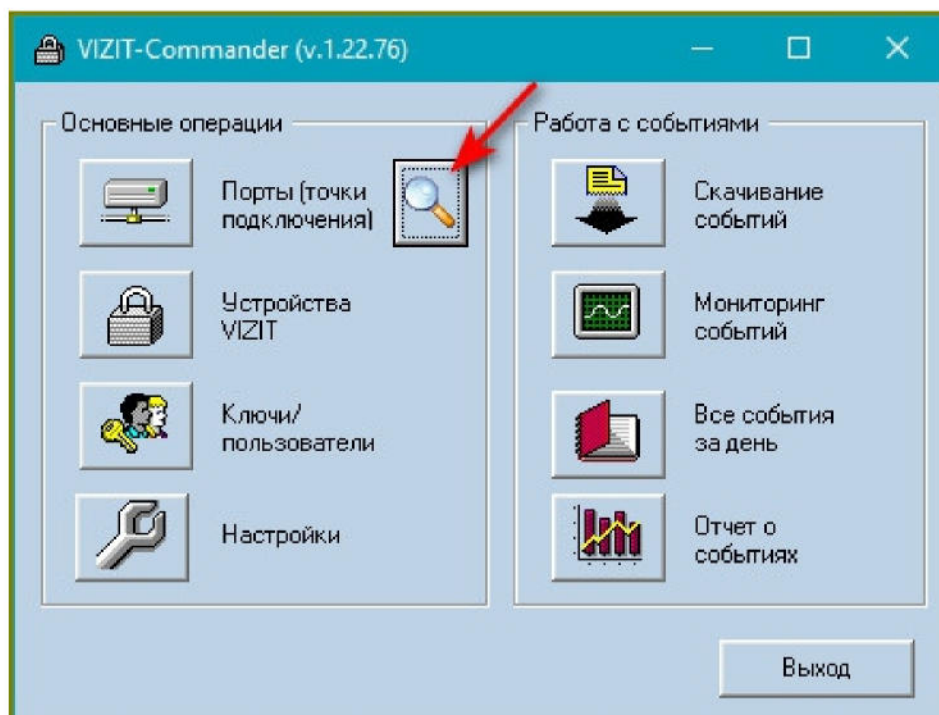 VIZIT-Commander (v.1.22.76)
Основные операции
Порты (точки
подключения)
Устройства
VIZIT
Ключи/
пользователи
Настройки
Работа с событиями
Скачивание
событий
Мониторинг
событий
Все события
за день
Отчет о
событиях
Выход